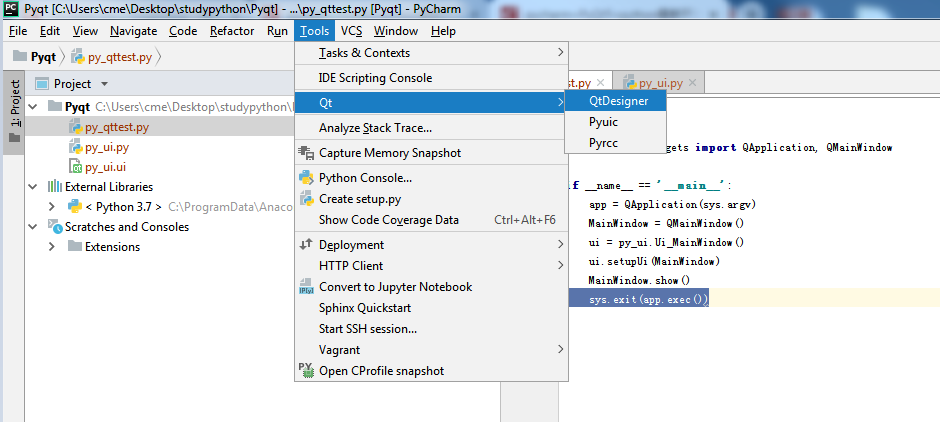 PC Pyqt [C:\Users\cme\Desktop\studypython\Pyqt] - ...\py_qttest.py [Pyqt] - PyCharm
File Edit View Navigate Code Refactor Run Tools VCS Window Help
Pyqt py_qttest.py
1: Project
Project
Pyqt C:\Users\cme\Desktop\studypython\
py_qttest.py
py_ui.py
py_ui.ui
External Libraries
< Python 3.7 > C:\ProgramData\Anaco
Scratches and Consoles
Extensions
Tasks & Contexts
IDE Scripting Console
Qt
Analyze Stack Trace...
Capture Memory Snapshot
Python Console...
Create setup.py
Show Code Coverage Data Ctrl+Alt+F6
Deployment
HTTP Client
Convert to Jupyter Notebook
Sphinx Quickstart
Start SSH session...
Vagrant
Open CProfile snapshot
QtDesigner
Pyuic
Pyrcc
st.py py_ui.py
gets import QApplication, QMainWindow
f __name__ == '__main__':
app = QApplication(sys.argv)
MainWindow = QMainWindow()
ui = py_ui.Ui_MainWindow()
ui.setupUi(MainWindow)
MainWindow.show()
sys.exit(app.exec())